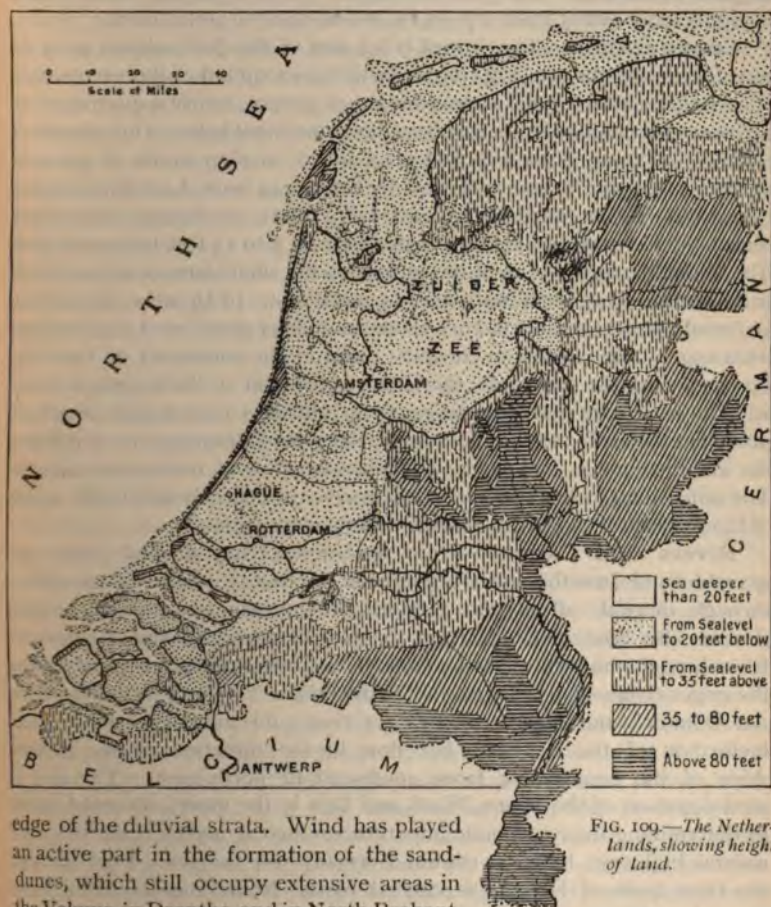 0 10 20 30 40
Scale of Miles
NORTH SEA
ZUIDER
ZEE
AMSTERDAM
HAGUE
ROTTERDAM
GERMANY
BELGIUM
ANTWERP
Sea deeper
than 20 feet
From Sealevel
to 20 feet below
From Sealevel
to 35 feet above
35 to 80 feet
Above 80 feet
edge of the diluvial strata. Wind has played
an active part in the formation of the sand-
dunes, which still occupy extensive areas in
FIG. 109.—The Nether-
lands, showing heigh
of land.